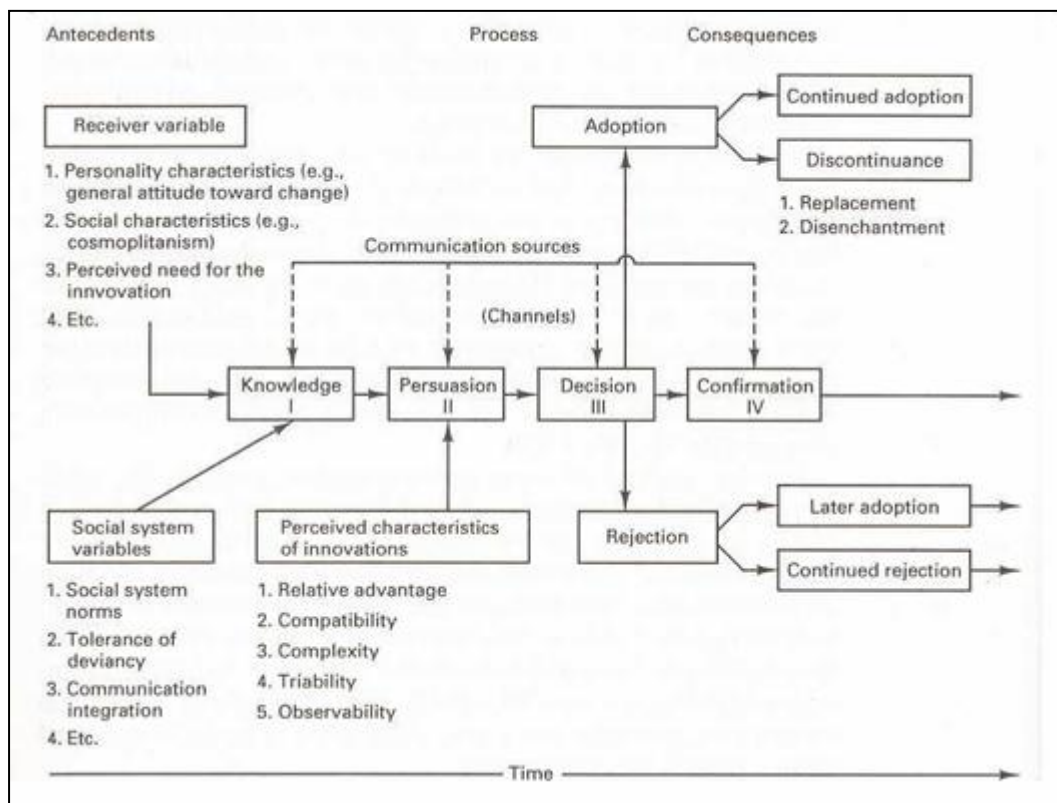 Antecedents
Process
Consequences
Receiver variable
1. Personality characteristics (e.g.,
general attitude toward change)
2. Social characteristics (e.g.,
cosmoplitanism)
3. Perceived need for the
innvovation
4. Etc.
Adoption
Continued adoption
Discontinuance
1. Replacement
2. Disenchantment
Communication sources
(Channels)
Knowledge
I
Persuasion
II
Decision
III
Confirmation
IV
Social system
variables
1. Social system
norms
2. Tolerance of
deviancy
3. Communication
integration
4. Etc.
Perceived characteristics
of innovations
1. Relative advantage
2. Compatibility
3. Complexity
4. Triability
5. Observability
Rejection
Later adoption
Continued rejection
Time